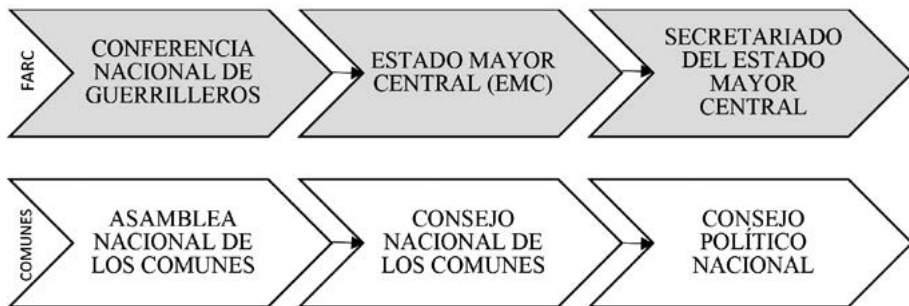 FARC
CONFERENCIA
NACIONAL DE
GUERRILLEROS
ESTADO MAYOR
CENTRAL (EMC)
SECRETARIADO
DEL ESTADO
MAYOR
CENTRAL
COMUNES
ASAMBLEA
NACIONAL DE
LOS COMUNES
CONSEJO
NACIONAL DE
LOS COMUNES
CONSEJO
POLÍTICO
NACIONAL